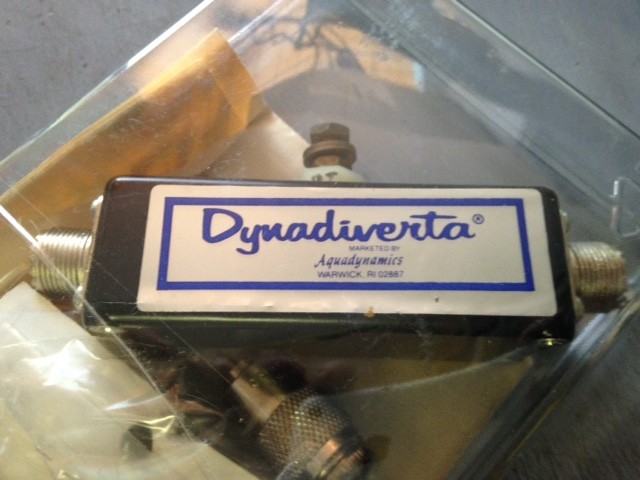 Dynadiverta®
MARKETED BY
Aquadynamics
WARWICK, RI 02887